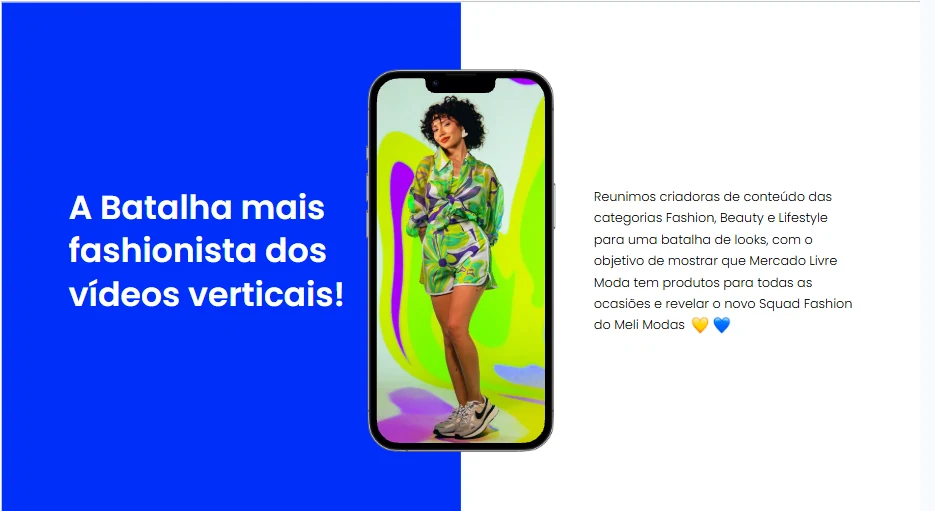 A Batalha mais
fashionista dos
vídeos verticais!
Reunimos criadoras de conteúdo das
categorias Fashion, Beauty e Lifestyle
para uma batalha de looks, com o
objetivo de mostrar que Mercado Livre
Moda tem produtos para todas as
ocasiões e revelar o novo Squad Fashion
do Meli Modas 💛 💙